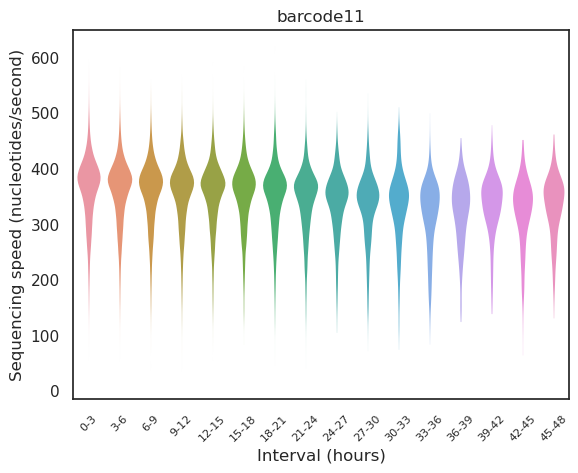 barcode11
Sequencing speed (nucleotides/second)
600
500
400
300
200
100
0
0-3 3-6 6-9 9-12 12-15 15-18 18-21 21-24 24-27 27-30 30-33 33-36 36-39 39-42 42-45 45-48
Interval (hours)